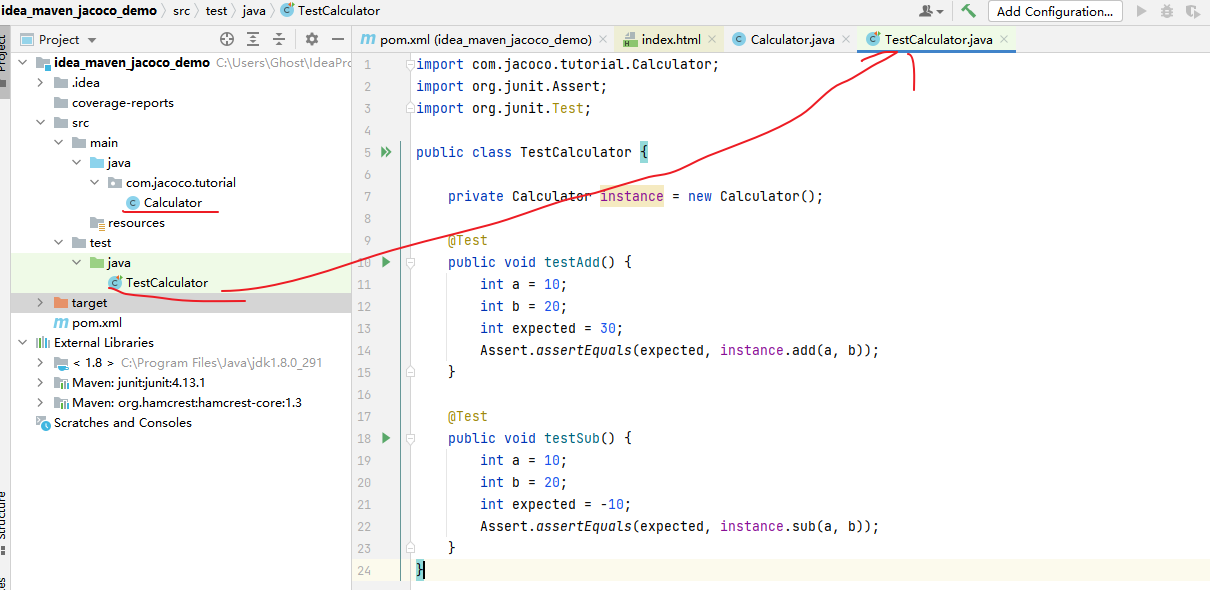 idea_maven_jacoco_demo src test java TestCalculator
Add Configuration...
Project
pom.xml (idea_maven_jacoco_demo)
index.html
Calculator.java
TestCalculator.java
idea_maven_jacoco_demo C:\Users\Ghost\IdeaPro
.idea
coverage-reports
src
main
java
com.jacoco.tutorial
Calculator
resources
test
java
TestCalculator
target
pom.xml
External Libraries
< 1.8 > C:\Program Files\Java\jdk1.8.0_291
Maven: junit:junit:4.13.1
Maven: org.hamcrest:hamcrest-core:1.3
Scratches and Consoles
Project
Structure
1 import com.jacoco.tutorial.Calculator;
2 import org.junit.Assert;
3 import org.junit.Test;
4
5 public class TestCalculator {
6
7 private Calculator instance = new Calculator();
8
9 @Test
10 public void testAdd() {
11 int a = 10;
12 int b = 20;
13 int expected = 30;
14 Assert.assertEquals(expected, instance.add(a, b));
15 }
16
17 @Test
18 public void testSub() {
19 int a = 10;
20 int b = 20;
21 int expected = -10;
22 Assert.assertEquals(expected, instance.sub(a, b));
23 }
24 }